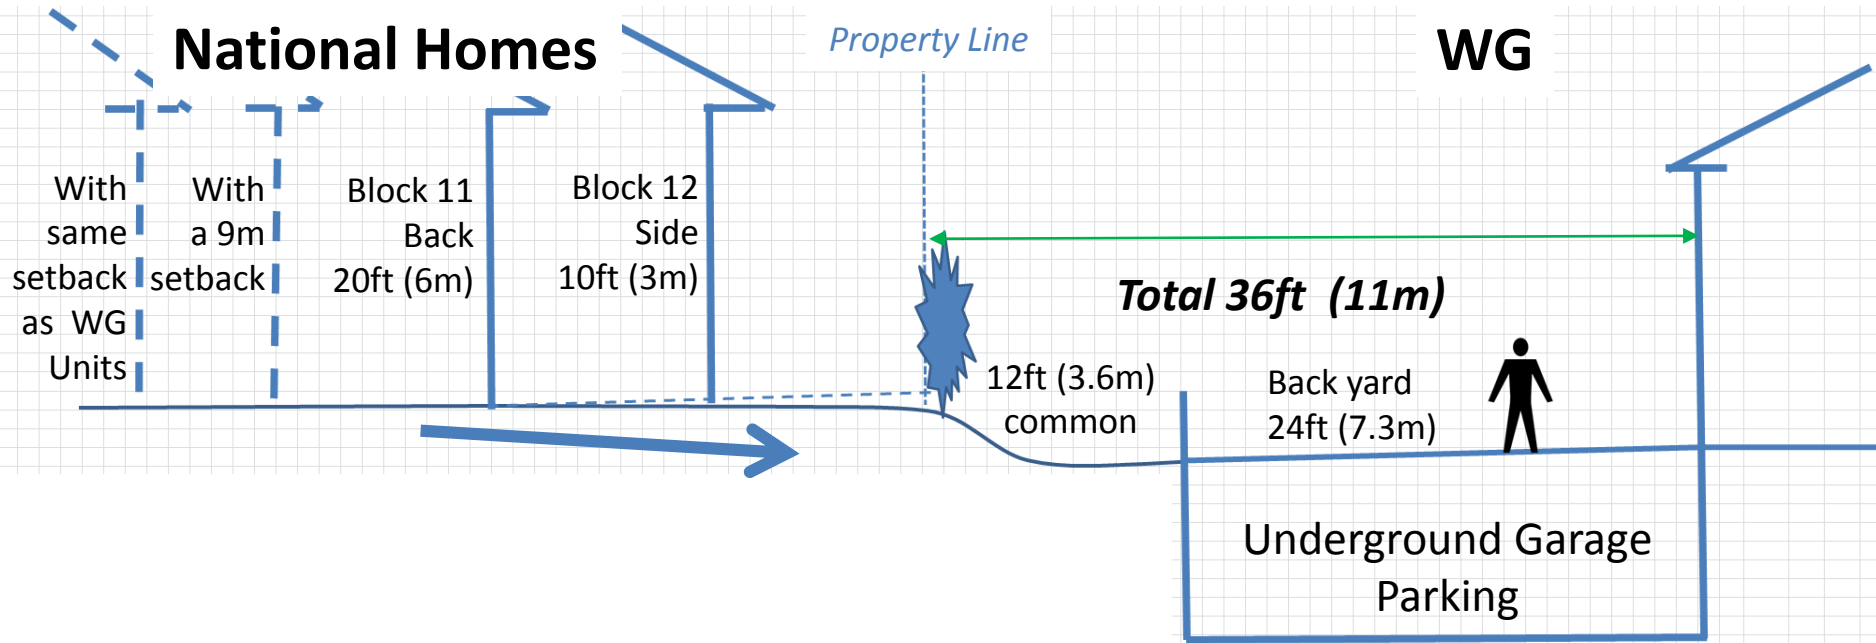 National Homes
Property Line
WG
With
same
setback
as WG
Units
With
a 9m
setback
Block 11
Back
20ft (6m)
Block 12
Side
10ft (3m)
Total 36ft (11m)
12ft (3.6m)
common
Back yard
24ft (7.3m)
Underground Garage
Parking